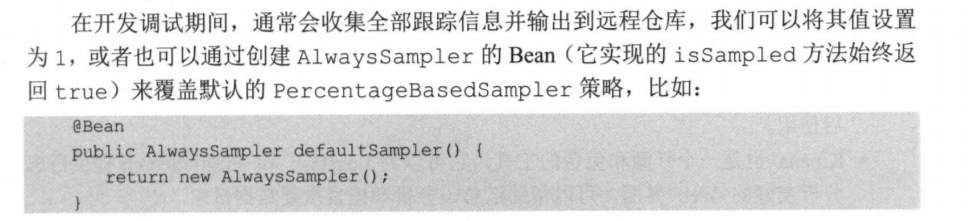 在开发调试期间，通常会收集全部跟踪信息并输出到远程仓库，我们可以将其值设置
为 1，或者也可以通过创建 AlwaysSampler 的 Bean（它实现的 isSampled 方法始终返
回 true）来覆盖默认的 PercentageBasedSampler 策略，比如：
@Bean
public AlwaysSampler defaultSampler() {
return new AlwaysSampler();
}